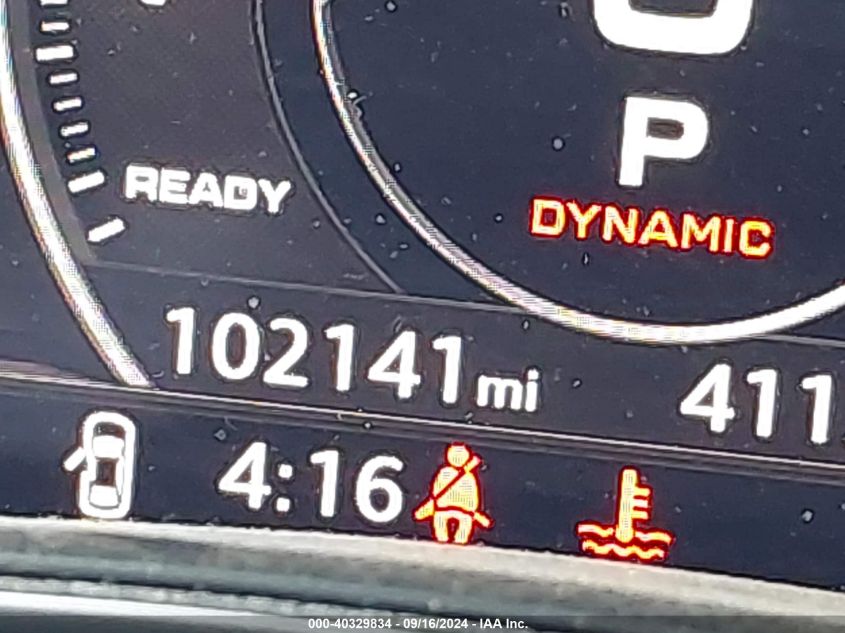 P
READY
DYNAMIC
102141 mi 411
4:16
000-40329834 - 09/16/2024 - IAA Inc.